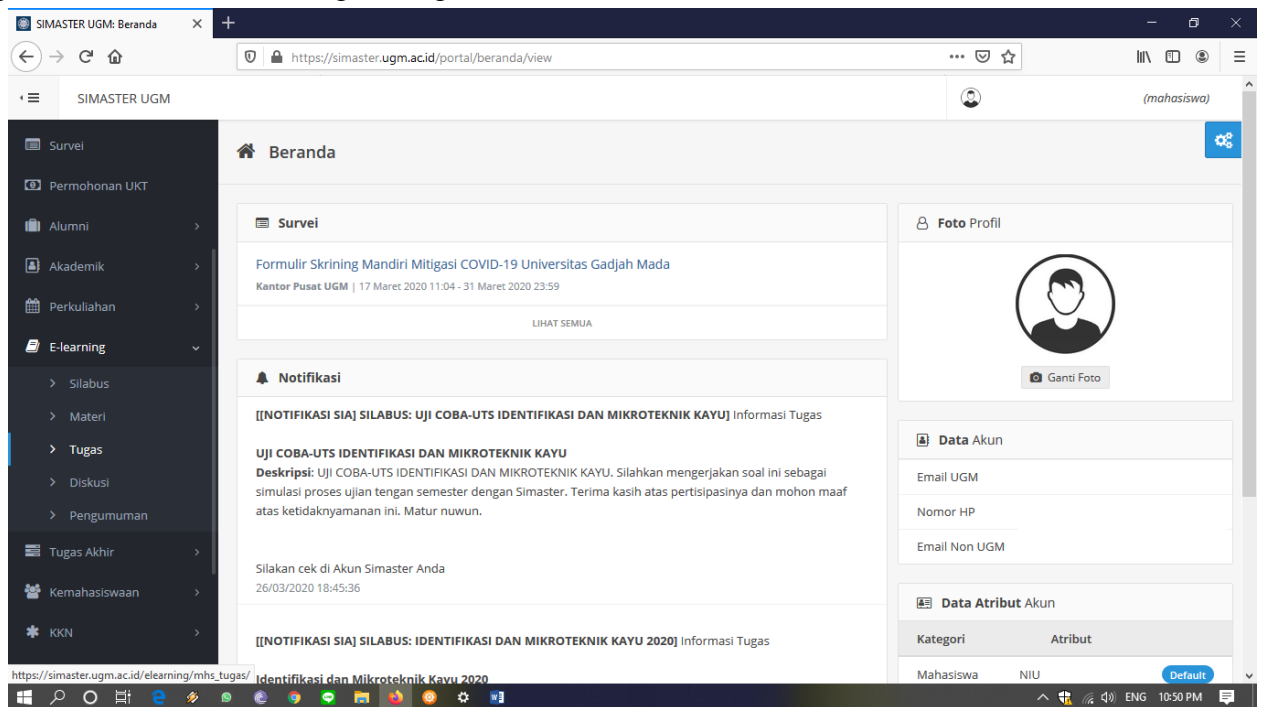 SIMASTER UGM: Beranda
https://simaster.ugm.ac.id/portal/beranda/view
SIMASTER UGM
(mahasiswa)
Survei
Permohonan UKT
Alumni
Akademik
Perkuliahan
E-learning
Silabus
Materi
Tugas
Diskusi
Pengumuman
Tugas Akhir
Kemahasiswaan
KKN
https://simaster.ugm.ac.id/elearning/mhs_tugas/
Beranda
Survei
Formulir Skrining Mandiri Mitigasi COVID-19 Universitas Gadjah Mada
Kantor Pusat UGM | 17 Maret 2020 11:04 - 31 Maret 2020 23:59
LIHAT SEMUA
Notifikasi
[[NOTIFIKASI SIA] SILABUS: UJI COBA-UTS IDENTIFIKASI DAN MIKROTEKNIK KAYU] Informasi Tugas
UJI COBA-UTS IDENTIFIKASI DAN MIKROTEKNIK KAYU
Deskripsi: UJI COBA-UTS IDENTIFIKASI DAN MIKROTEKNIK KAYU. Silahkan mengerjakan soal ini sebagai
simulasi proses ujian tengan semester dengan Simaster. Terima kasih atas pertisipasinya dan mohon maaf
atas ketidaknyamanan ini. Matur nuwun.
Silakan cek di Akun Simaster Anda
26/03/2020 18:45:36
[[NOTIFIKASI SIA] SILABUS: IDENTIFIKASI DAN MIKROTEKNIK KAYU 2020] Informasi Tugas
Identifikasi dan Mikroteknik Kayu 2020
Foto Profil
Ganti Foto
Data Akun
Email UGM
Nomor HP
Email Non UGM
Data Atribut Akun
Kategori Atribut
Mahasiswa NIU Default
ENG 10:50 PM